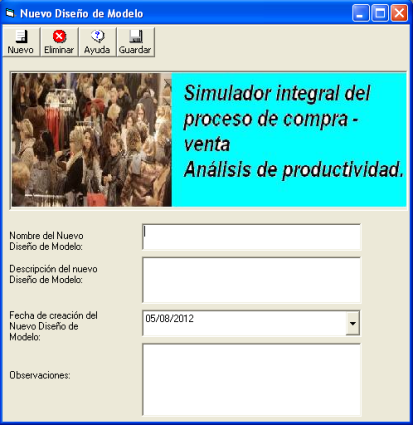 Nuevo Diseño de Modelo
Nuevo Eliminar Ayuda Guardar
Simulador integral del
proceso de compra -
venta
Análisis de productividad.
Nombre del Nuevo
Diseño de Modelo:
Descripción del nuevo
Diseño de Modelo:
Fecha de creación del
Nuevo Diseño de
Modelo:
05/08/2012
Observaciones: